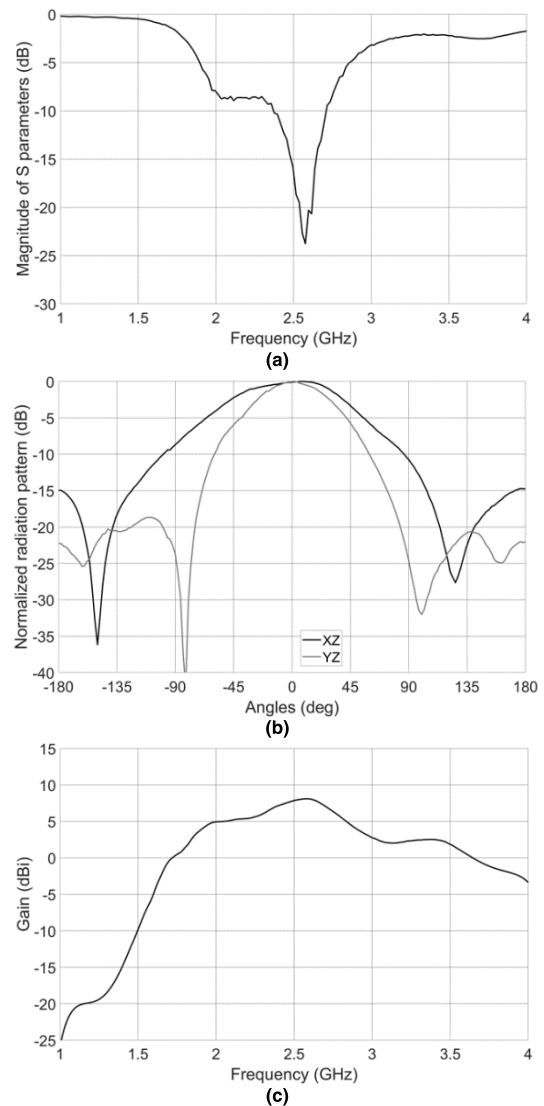 Magnitude of S parameters (dB)
0
-5
-10
-15
-20
-25
-30
1 1.5 2 2.5 3 3.5 4
Frequency (GHz)
(a)
Normalized radiation pattern (dB)
0
-5
-10
-15
-20
-25
-30
-35
-40
XZ
YZ
-180 -135 -90 -45 0 45 90 135 180
Angles (deg)
(b)
Gain (dBi)
15
10
5
0
-5
-10
-15
-20
-25
1 1.5 2 2.5 3 3.5 4
Frequency (GHz)
(c)